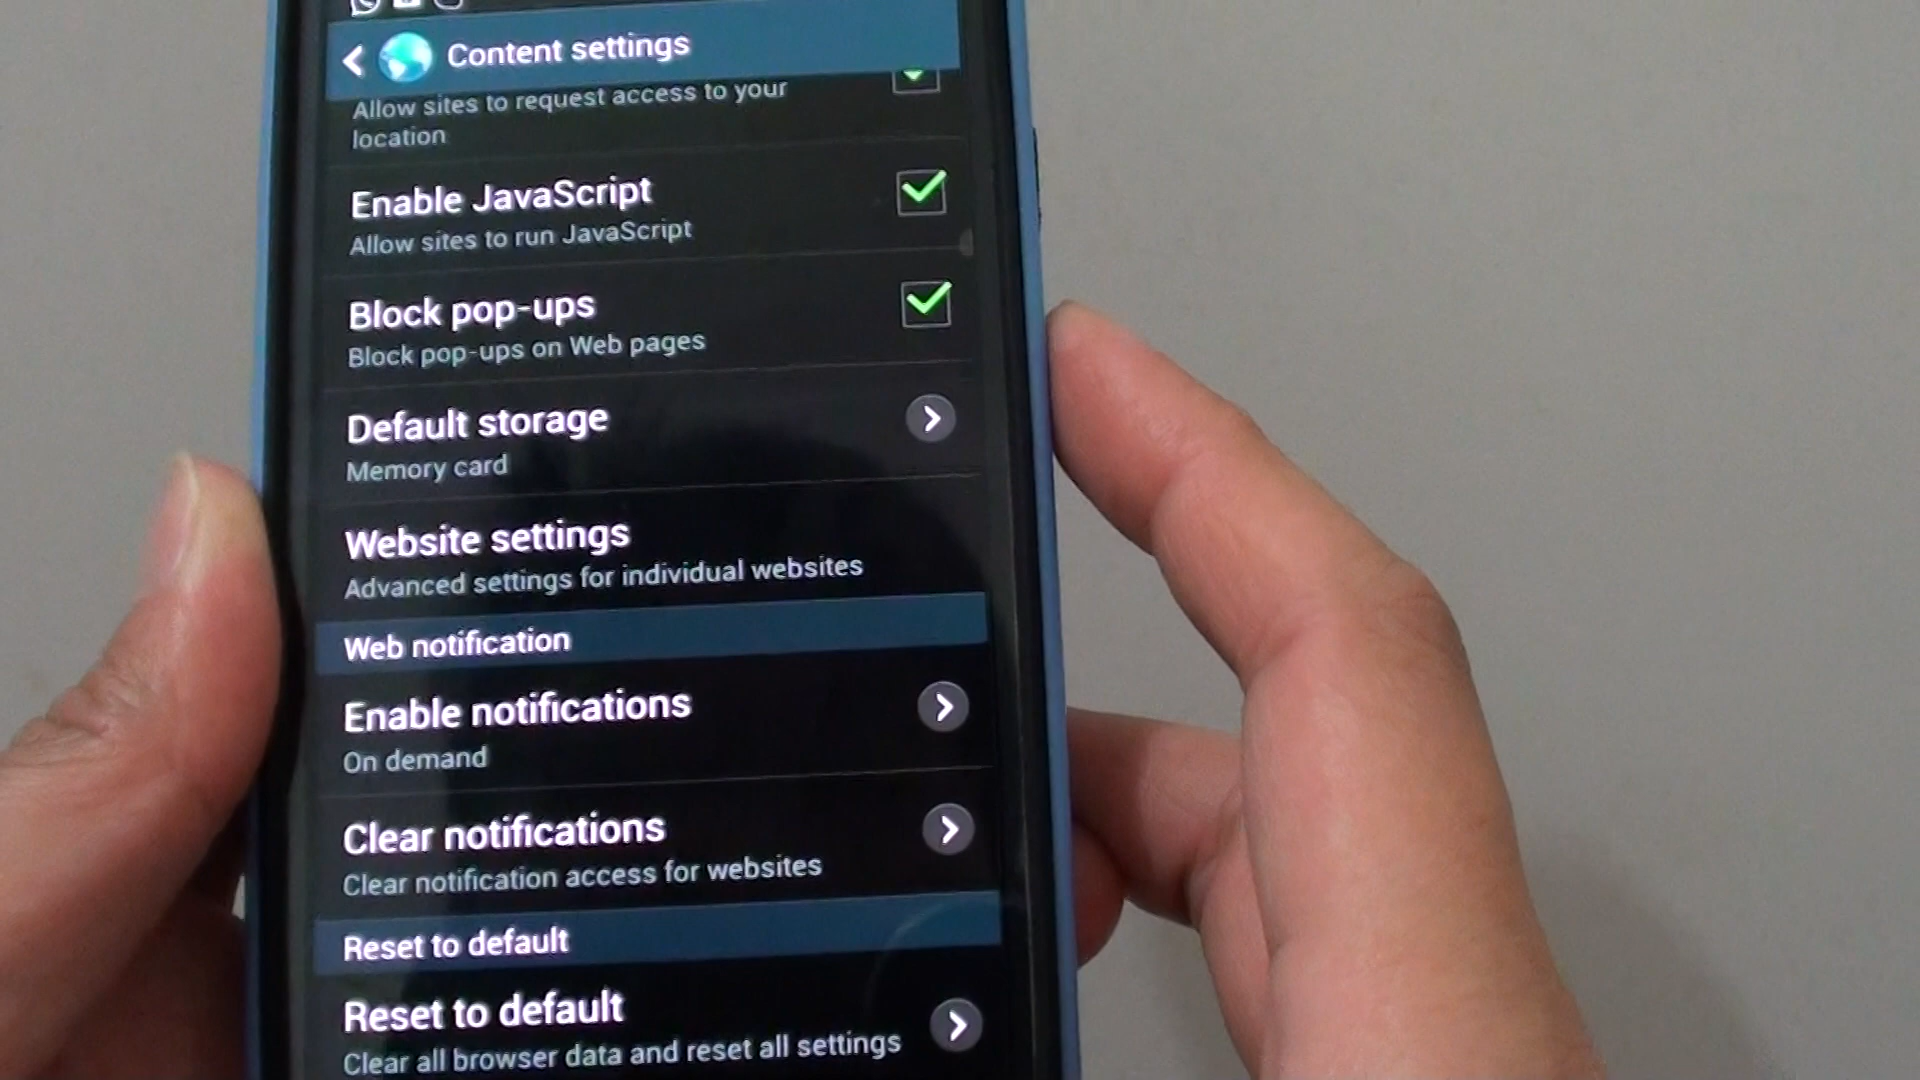 Content settings
Allow sites to request access to your
location
Enable JavaScript
Allow sites to run JavaScript
Block pop-ups
Block pop-ups on Web pages
Default storage
Memory card
Website settings
Advanced settings for individual websites
Web notification
Enable notifications
On demand
Clear notifications
Clear notification access for websites
Reset to default
Reset to default
Clear all browser data and reset all settings